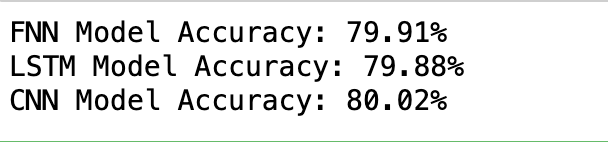 FNN Model Accuracy: 79.91%
LSTM Model Accuracy: 79.88%
CNN Model Accuracy: 80.02%